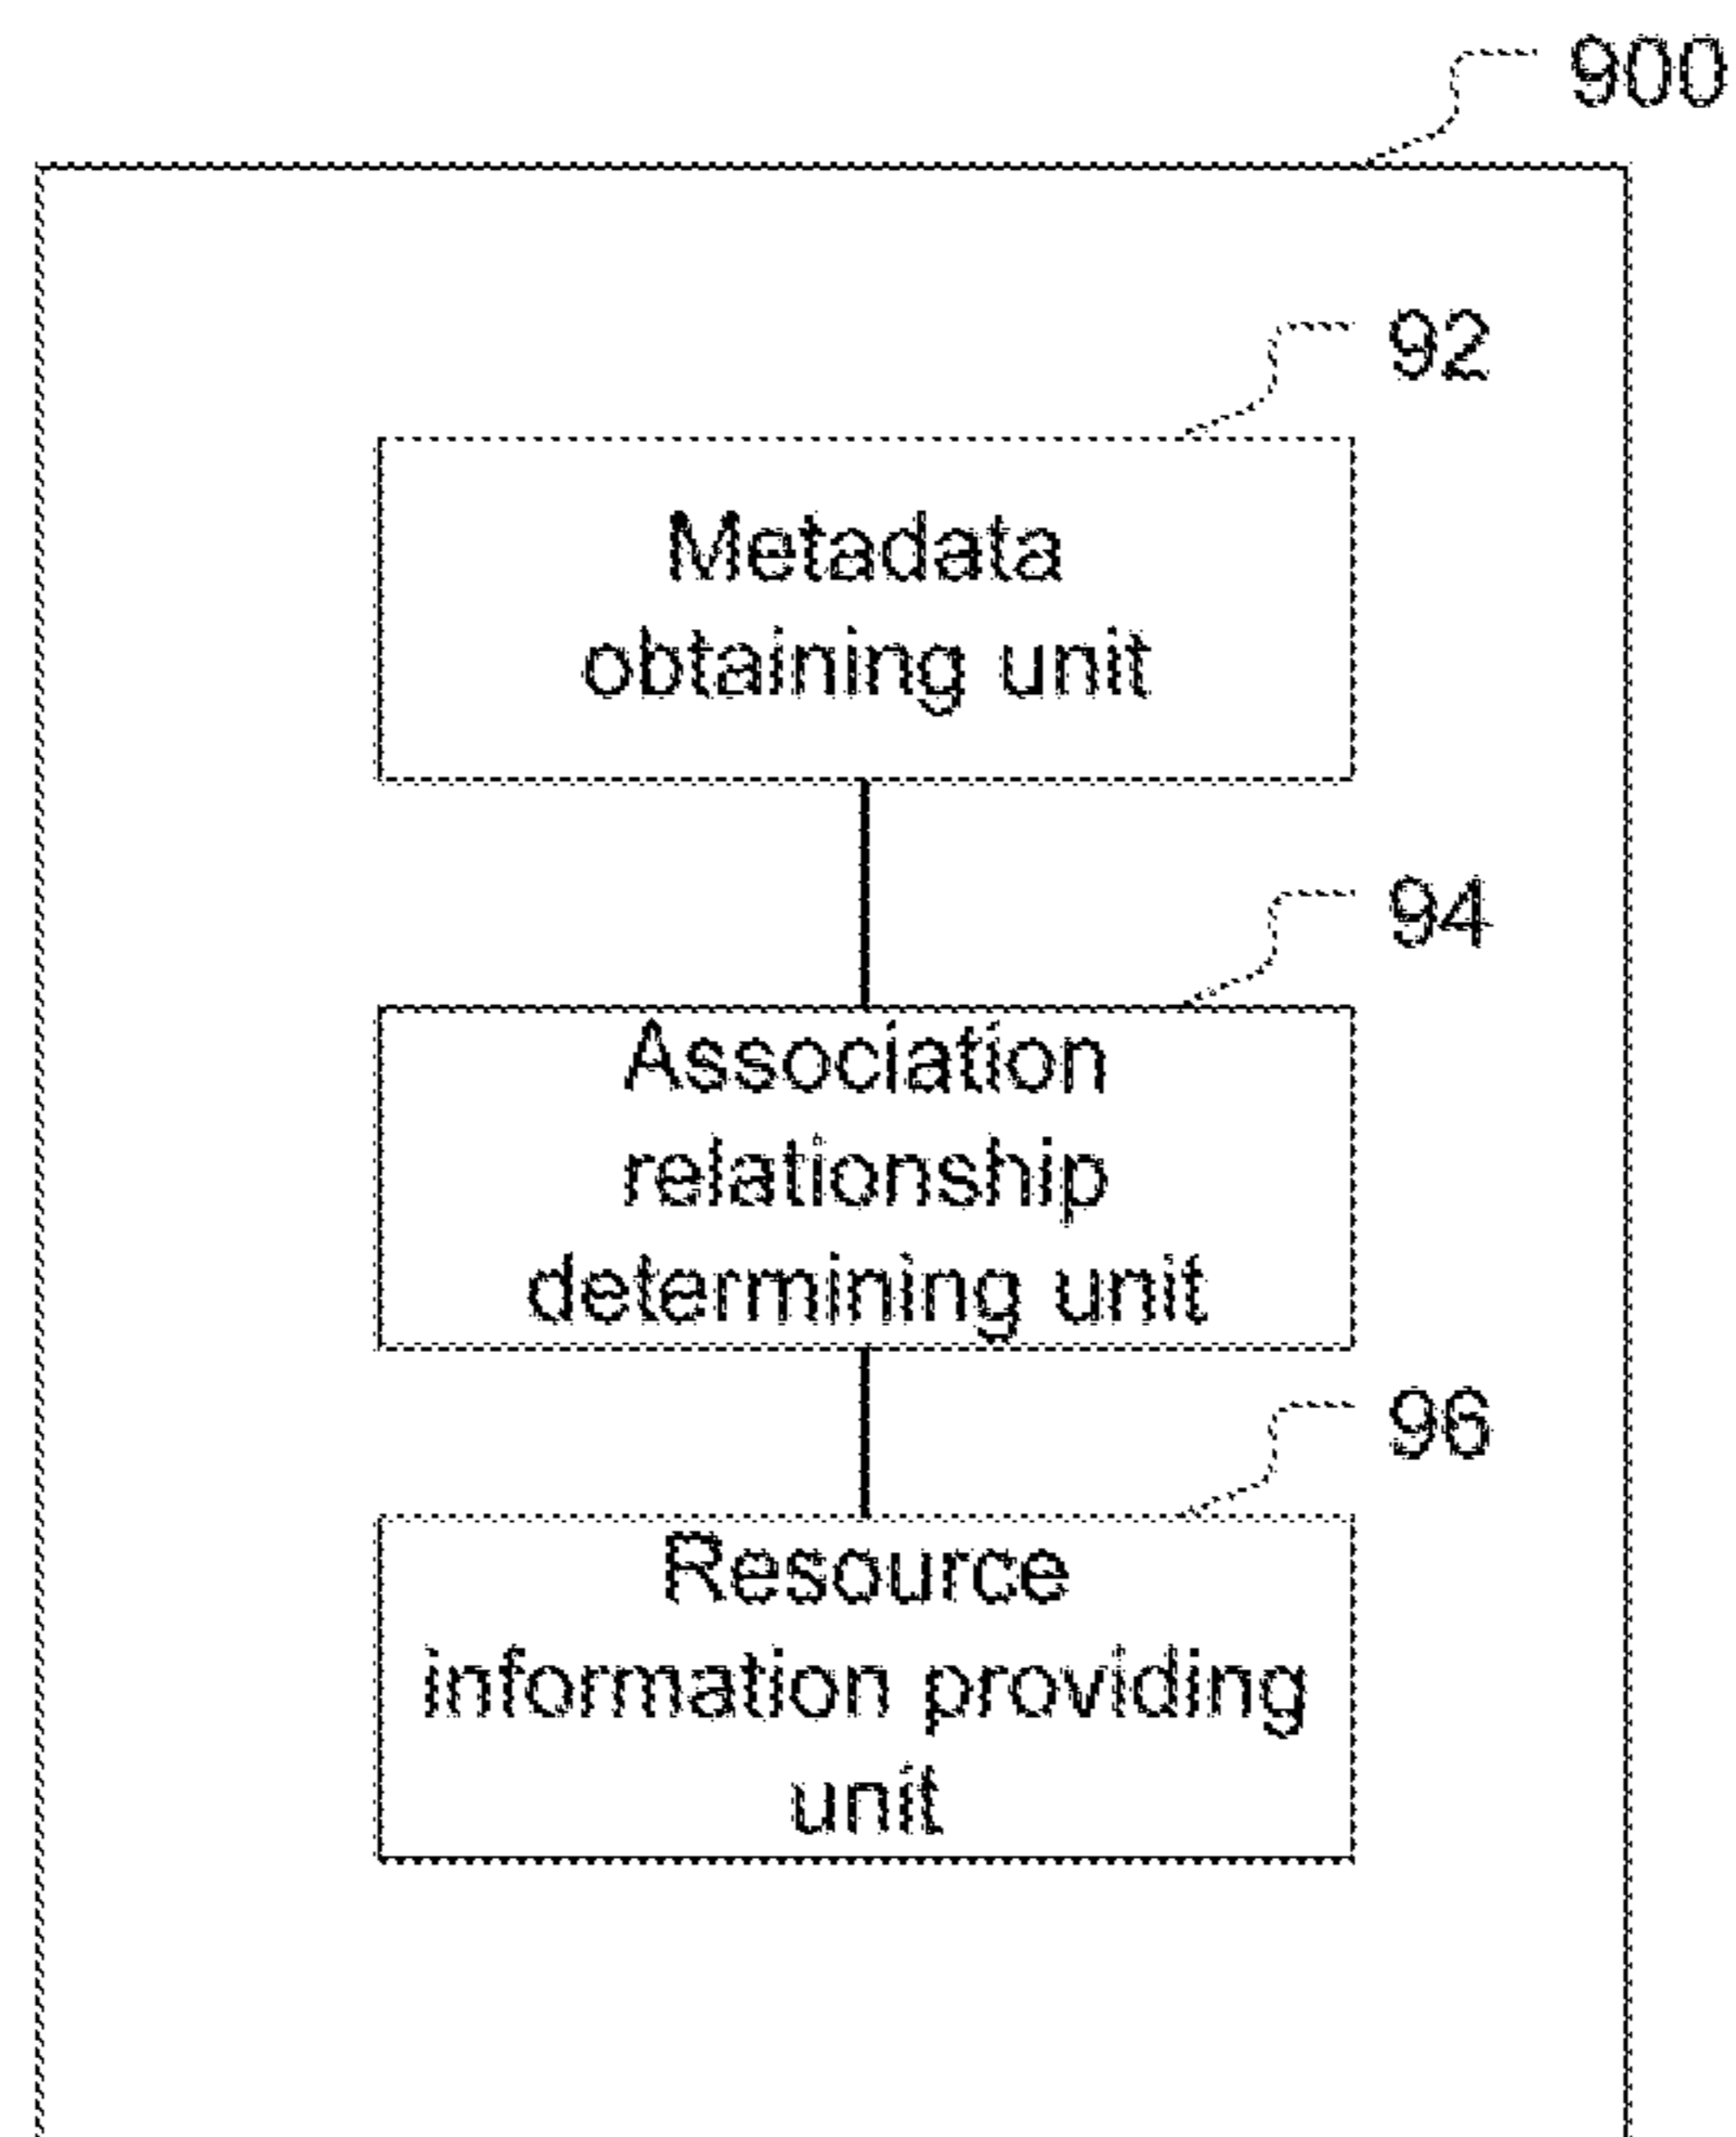 900
92
Metadata
obtaining unit
94
Association
relationship
determining unit
96
Resource
information providing
unit